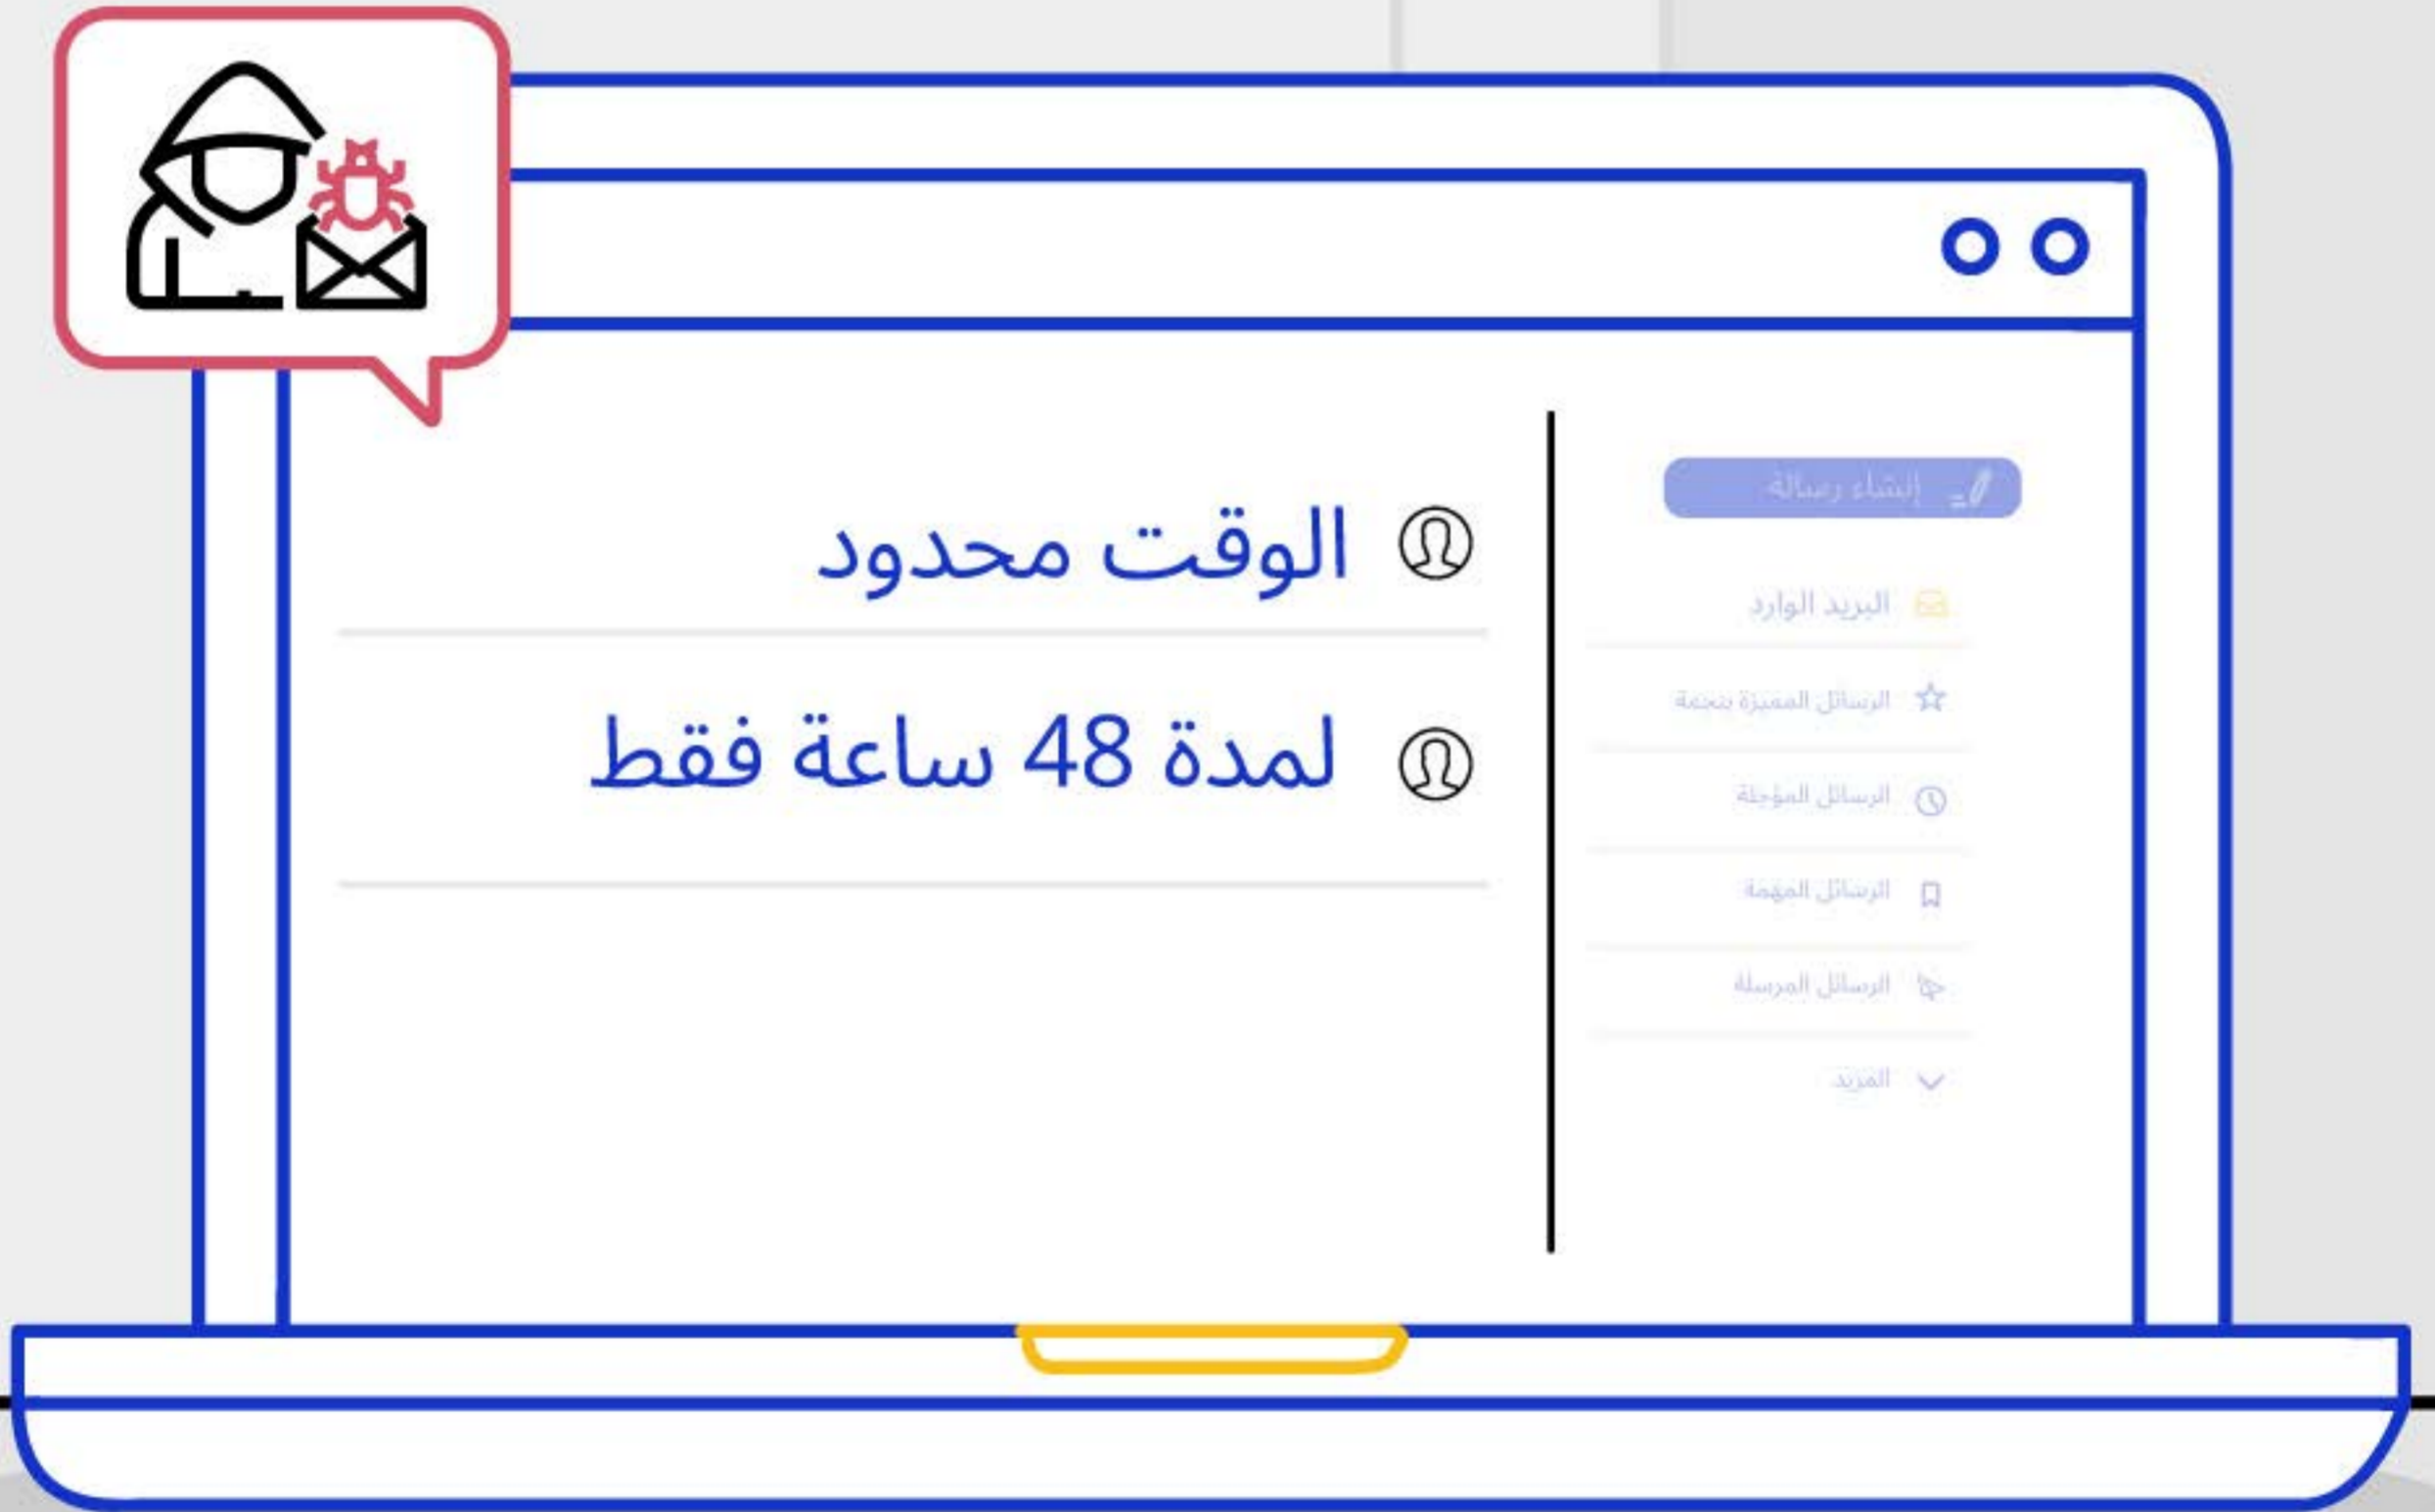 إنشاء رسالة
البريد الوارد
الرسائل المميزة بنجمة
الرسائل المؤجلة
الرسائل المهمة
الرسائل المرسلة
المزيد
الوقت محدود
لمدة 48 ساعة فقط